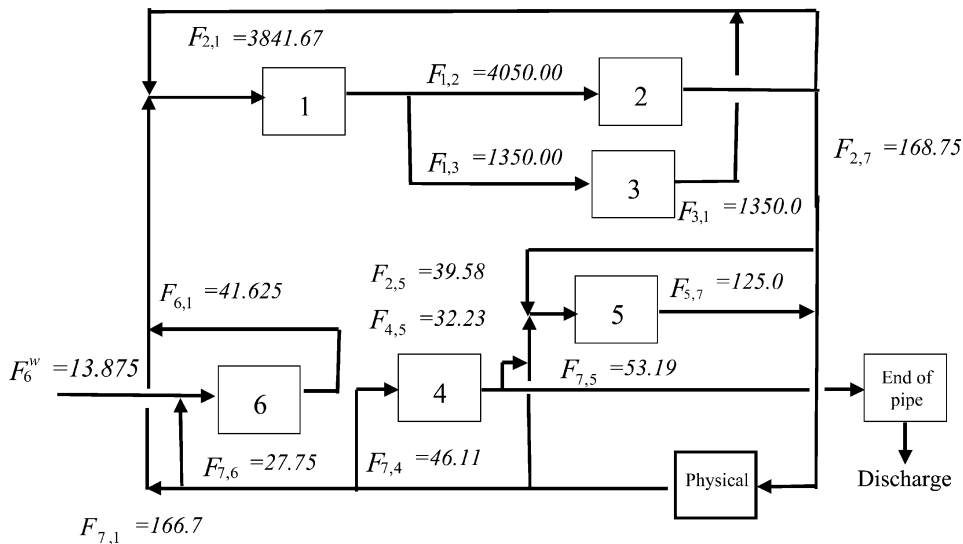 F2,1 =3841.67
1
F1,2 =4050.00
2
F1,3 =1350.00
3
F3,1 =1350.0
F2,7 =168.75
F2,5 =39.58
F4,5 =32.23
5
F5,7 =125.0
F6,1 =41.625
F6^w =13.875
6
4
F7,5 =53.19
End of
pipe
F7,6 =27.75
F7,4 =46.11
Physical
Discharge
F7,1 =166.7